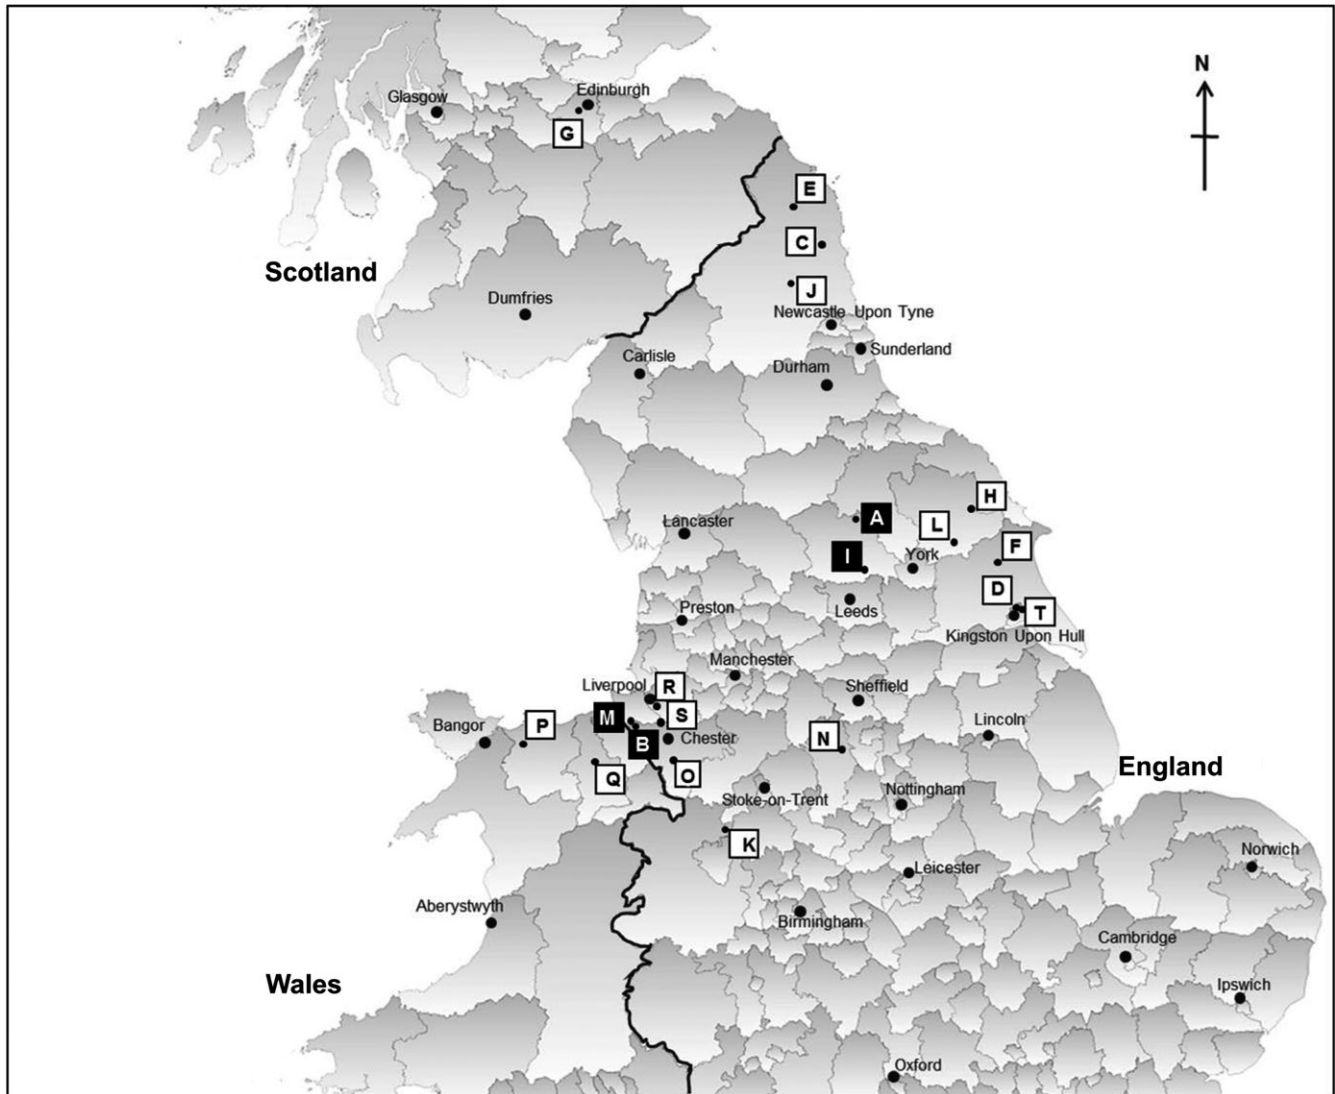 N
Glasgow
Edinburgh
G
E
C
J
Scotland
Dumfries
Newcastle Upon Tyne
Carlisle
Sunderland
Durham
H
A
L
Lancaster
F
I
York
D
T
Preston
Leeds
Kingston Upon Hull
Manchester
Liverpool
R
Sheffield
M
S
P
Bangor
N
Lincoln
B
Chester
England
Q
O
Stoke-on-Trent
Nottingham
K
Norwich
Leicester
Aberystwyth
Birmingham
Cambridge
Wales
Ipswich
Oxford